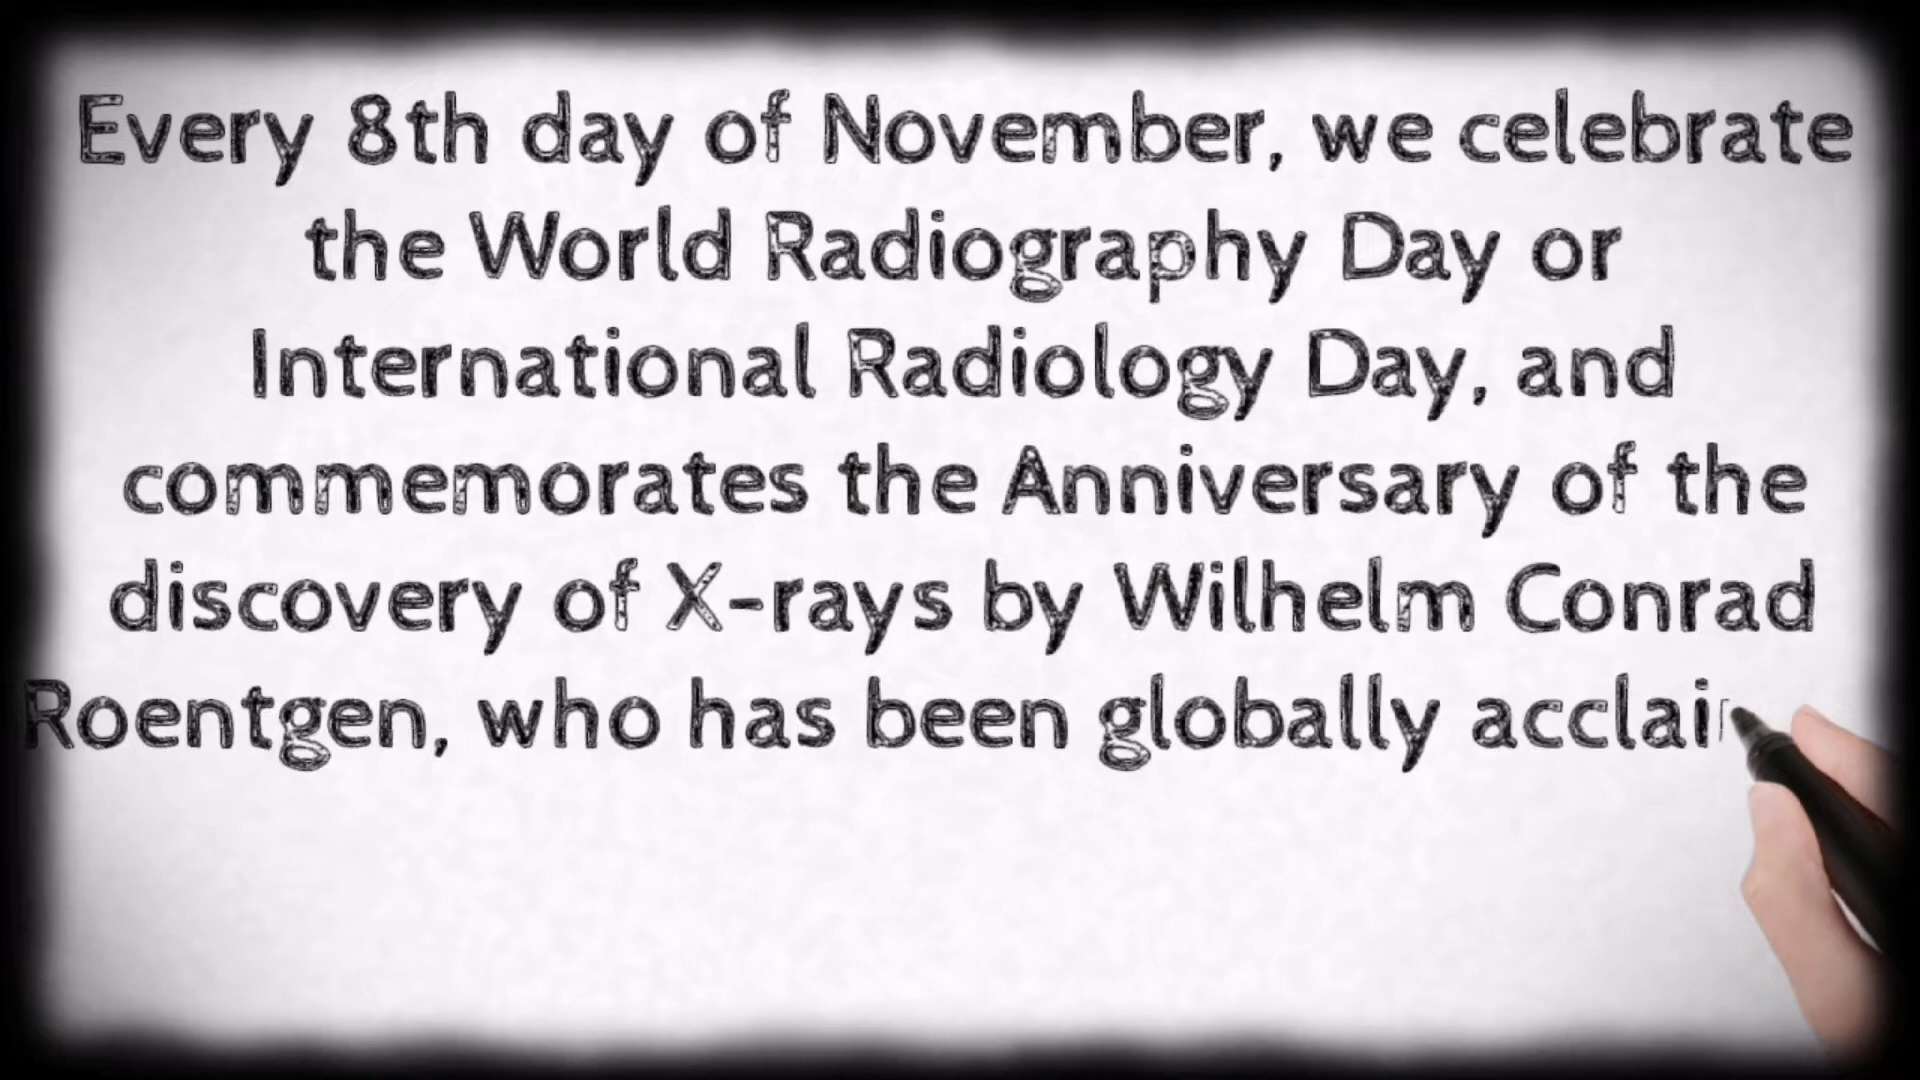 Every 8th day of November, we celebrate
the World Radiography Day or
International Radiology Day, and
commemorates the Anniversary of the
discovery of X-rays by Wilhelm Conrad
Roentgen, who has been globally acclai